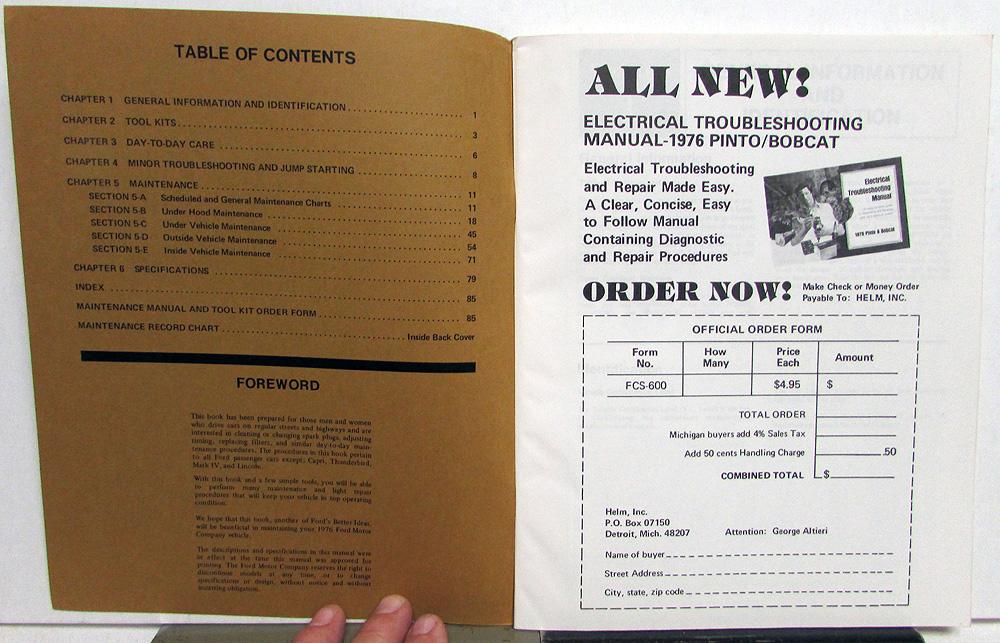 TABLE OF CONTENTS
CHAPTER 1 GENERAL INFORMATION AND IDENTIFICATION 1
CHAPTER 2 TOOL KITS 3
CHAPTER 3 DAY-TO-DAY CARE 6
CHAPTER 4 MINOR TROUBLESHOOTING AND JUMP STARTING 8
CHAPTER 5 MAINTENANCE 11
SECTION 5-A Scheduled and General Maintenance Charts 11
SECTION 5-B Under Hood Maintenance 18
SECTION 5-C Under Vehicle Maintenance 45
SECTION 5-D Outside Vehicle Maintenance 54
SECTION 5-E Inside Vehicle Maintenance 71
CHAPTER 6 SPECIFICATIONS 79
INDEX 85
MAINTENANCE MANUAL AND TOOL KIT ORDER FORM 85
MAINTENANCE RECORD CHART Inside Back Cover
FOREWORD
This book has been prepared for those men and women
who drive cars on regular streets and highways and are
interested in cleaning or changing spark plugs, adjusting
timing, replacing filters, and similar day-to-day main-
tenance procedures. The procedures in this book pertain
to all Ford passenger cars except; Capri, Thunderbird,
Mark IV, and Lincoln.
With this book and a few simple tools, you will be able
to perform many maintenance and light repair
procedures that will keep your vehicle in top operating
condition.
We hope that this book, another of Ford's Better Ideas,
will be beneficial in maintaining your 1976 Ford Motor
Company vehicle.
The descriptions and specifications in this manual were
in effect at the time this manual was approved for
printing. The Ford Motor Company reserves the right to
discontinue models at any time, or to change
specifications or design, without notice and without
incurring obligation.
ALL NEW!
ELECTRICAL TROUBLESHOOTING
MANUAL-1976 PINTO/BOBCAT
Electrical Troubleshooting
and Repair Made Easy.
A Clear, Concise, Easy
to Follow Manual
Containing Diagnostic
and Repair Procedures
Electrical
Troubleshooting
Manual
1976 Pinto & Bobcat
ORDER NOW! Make Check or Money Order
Payable To: HELM, INC.
OFFICIAL ORDER FORM
Form No. How Many Price Each Amount
FCS-600 $4.95 $
TOTAL ORDER
Michigan buyers add 4% Sales Tax
Add 50 cents Handling Charge .50
COMBINED TOTAL $
Helm, Inc.
P.O. Box 07150
Detroit, Mich. 48207 Attention: George Altieri
Name of buyer
Street Address
City, state, zip code